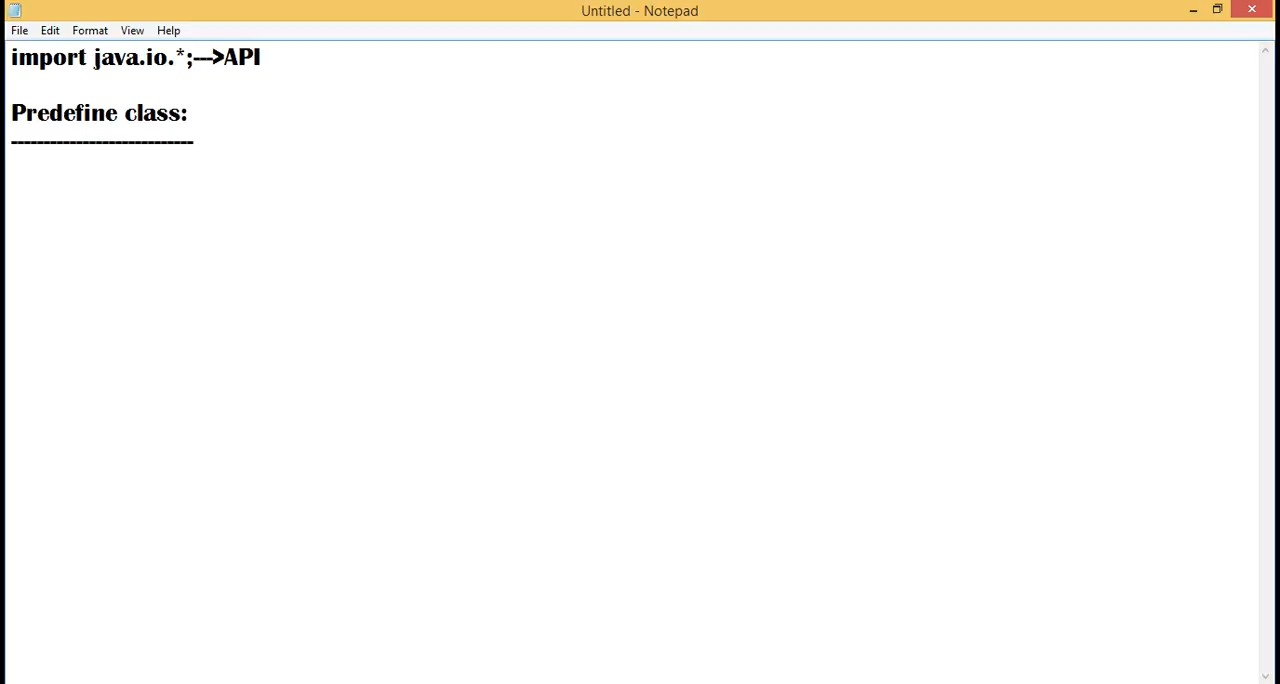 Untitled - Notepad
File Edit Format View Help
import java.io.*;--->API
Predefine class:
----------------------------